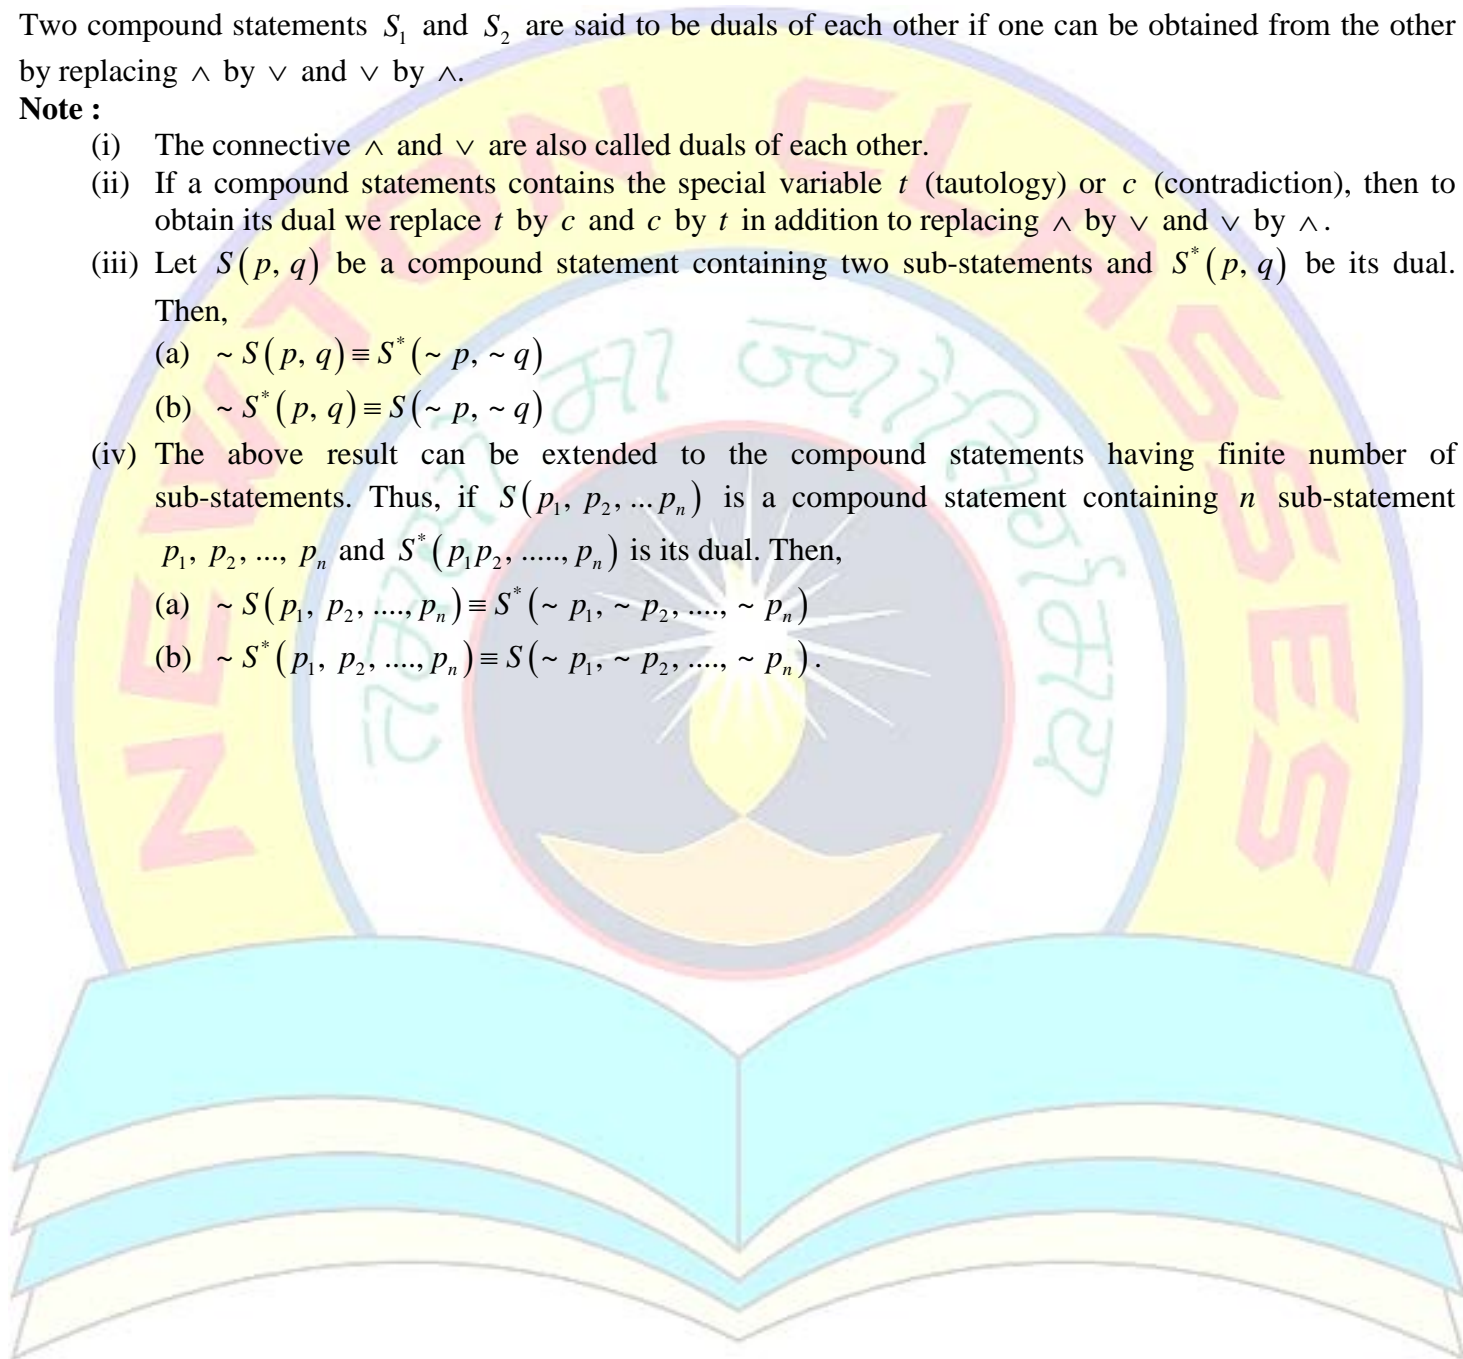 Two compound statements S₁ and S₂ are said to be duals of each other if one can be obtained from the other
by replacing ∧ by ∨ and ∨ by ∧.
Note :
(i) The connective ∧ and ∨ are also called duals of each other.
(ii) If a compound statements contains the special variable t (tautology) or c (contradiction), then to
obtain its dual we replace t by c and c by t in addition to replacing ∧ by ∨ and ∨ by ∧.
(iii) Let S(p, q) be a compound statement containing two sub-statements and S*(p, q) be its dual.
Then,
(a) ~ S(p, q) ≡ S*(~ p, ~ q)
(b) ~ S*(p, q) ≡ S(~ p, ~ q)
(iv) The above result can be extended to the compound statements having finite number of
sub-statements. Thus, if S(p₁, p₂, ... pₙ) is a compound statement containing n sub-statement
p₁, p₂, ..., pₙ and S*(p₁p₂, ....., pₙ) is its dual. Then,
(a) ~ S(p₁, p₂, ...., pₙ) ≡ S*(~ p₁, ~ p₂, ...., ~ pₙ)
(b) ~ S*(p₁, p₂, ...., pₙ) ≡ S(~ p₁, ~ p₂, ...., ~ pₙ).
NEWTON CLASSES
तमसो मा ज्योतिर्गमय